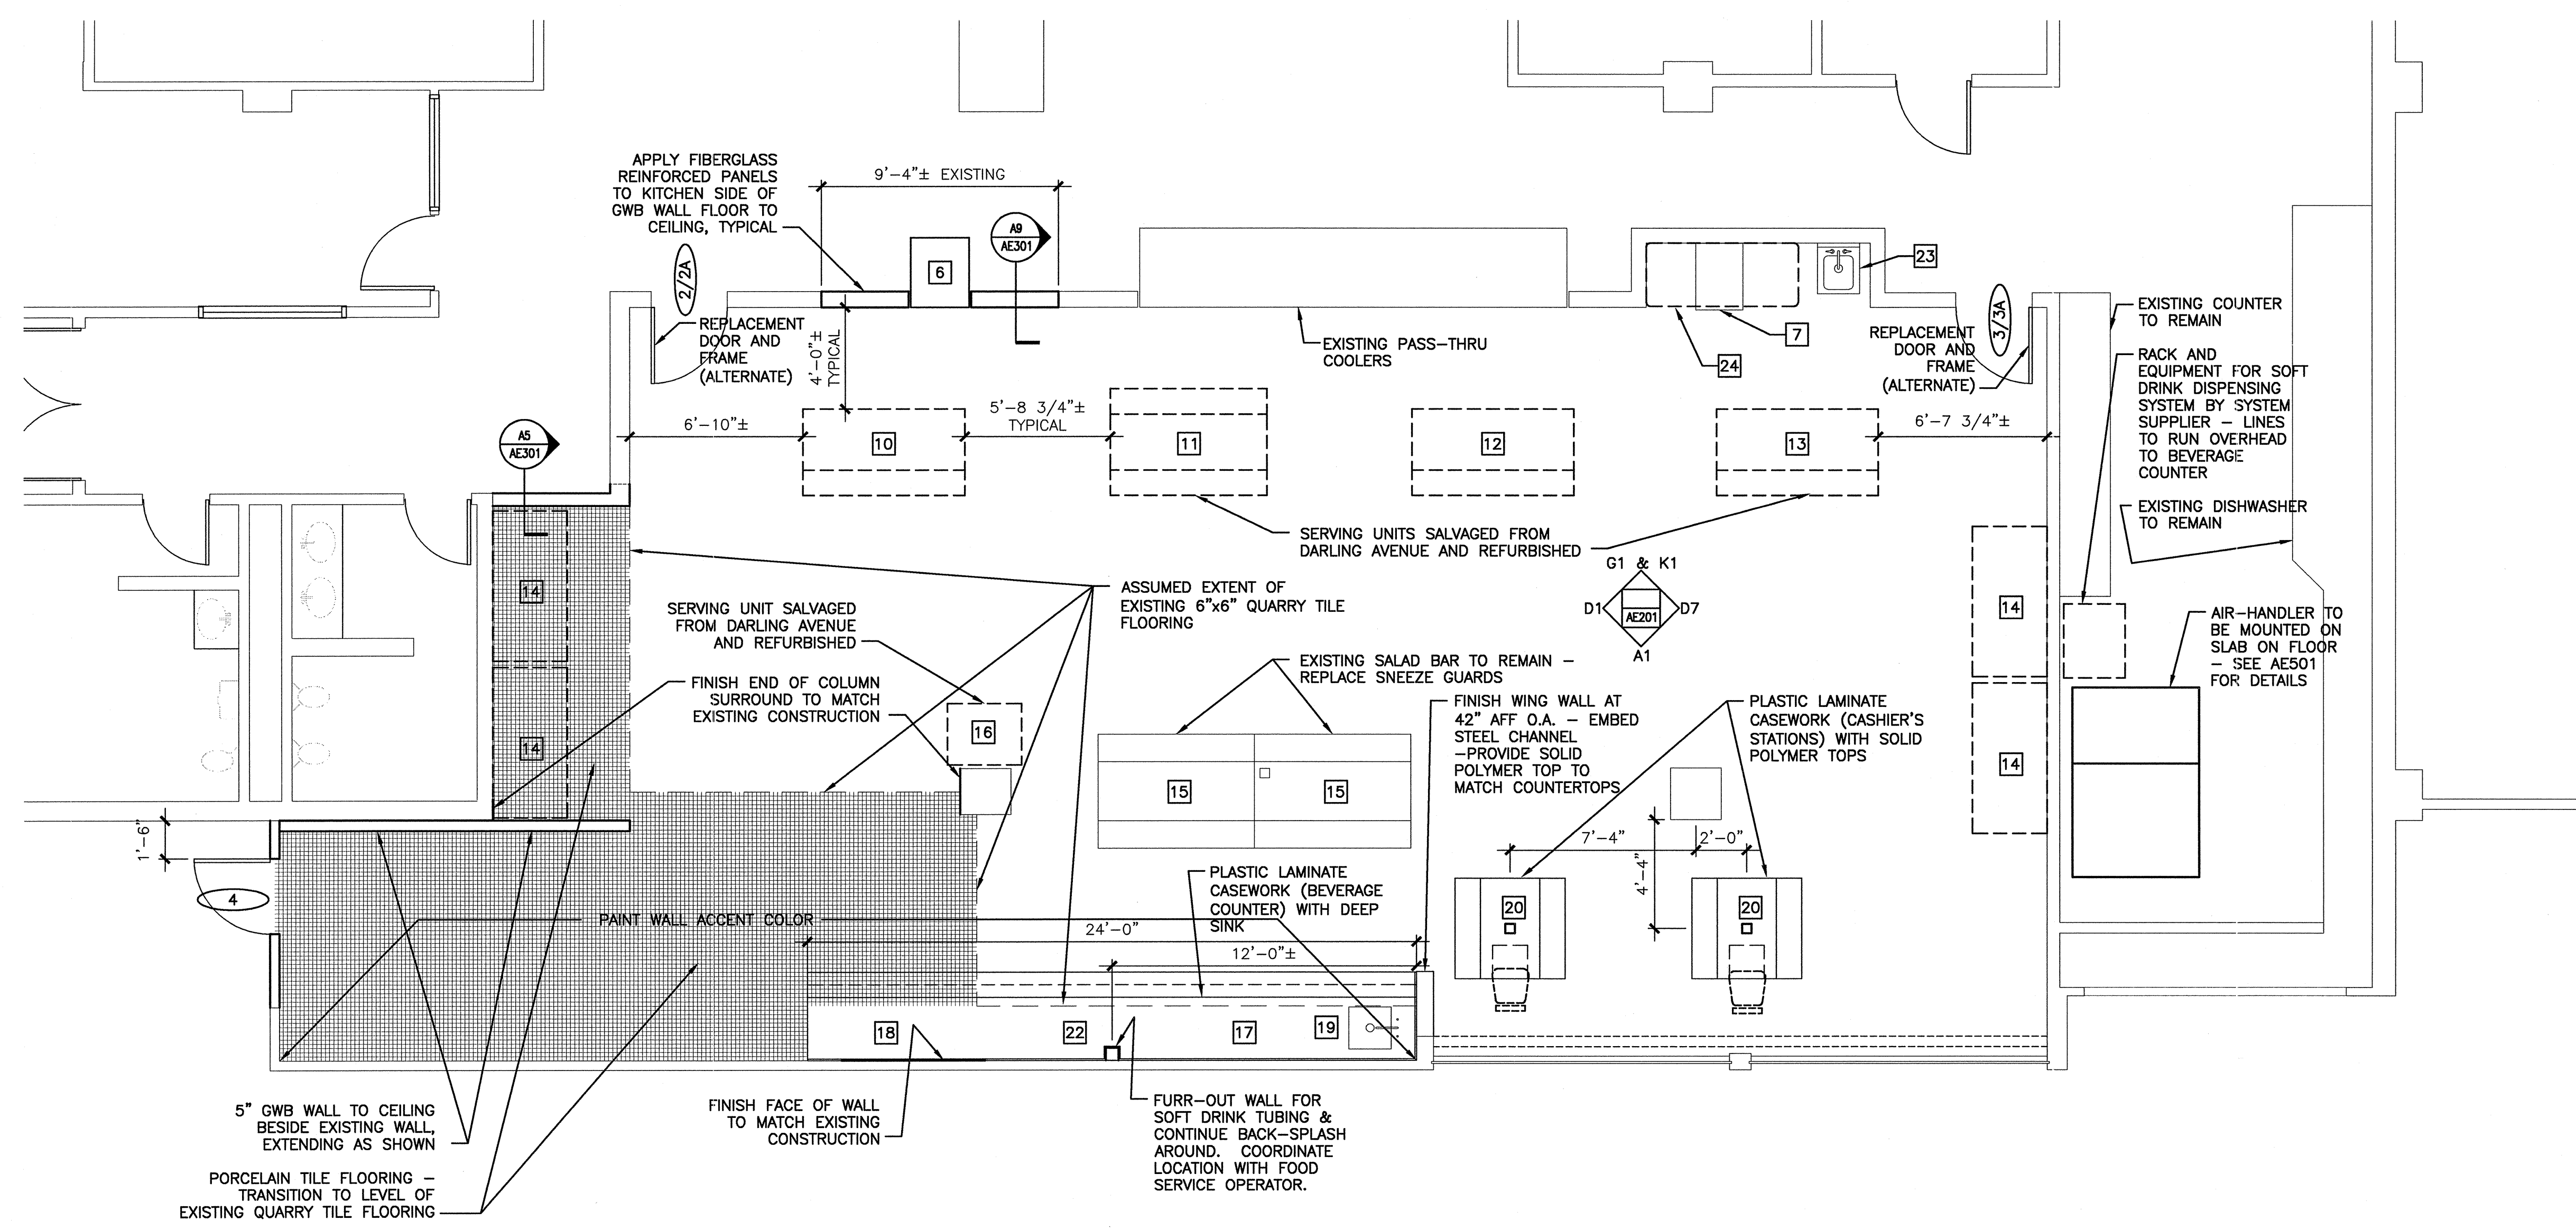 APPLY FIBERGLASS
REINFORCED PANELS
TO KITCHEN SIDE OF
GWB WALL FLOOR TO
CEILING, TYPICAL
9'-4"± EXISTING
A9
AE301
6
2/2A
REPLACEMENT
DOOR AND
FRAME
(ALTERNATE)
4'-0"±
TYPICAL
EXISTING PASS-THRU
COOLERS
23
7
24
REPLACEMENT
DOOR AND
FRAME
(ALTERNATE)
3/3A
EXISTING COUNTER
TO REMAIN
RACK AND
EQUIPMENT FOR SOFT
DRINK DISPENSING
SYSTEM BY SYSTEM
SUPPLIER - LINES
TO RUN OVERHEAD
TO BEVERAGE
COUNTER
EXISTING DISHWASHER
TO REMAIN
A5
AE301
6'-10"±
10
5'-8 3/4"±
TYPICAL
11
12
13
6'-7 3/4"±
SERVING UNITS SALVAGED FROM
DARLING AVENUE AND REFURBISHED
G1 & K1
D1
AE201
D7
A1
14
14
14
14
ASSUMED EXTENT OF
EXISTING 6"x6" QUARRY TILE
FLOORING
SERVING UNIT SALVAGED
FROM DARLING AVENUE
AND REFURBISHED
FINISH END OF COLUMN
SURROUND TO MATCH
EXISTING CONSTRUCTION
16
EXISTING SALAD BAR TO REMAIN -
REPLACE SNEEZE GUARDS
15
15
FINISH WING WALL AT
42" AFF O.A. - EMBED
STEEL CHANNEL
-PROVIDE SOLID
POLYMER TOP TO
MATCH COUNTERTOPS
PLASTIC LAMINATE
CASEWORK (CASHIER'S
STATIONS) WITH SOLID
POLYMER TOPS
AIR-HANDLER TO
BE MOUNTED ON
SLAB ON FLOOR
- SEE AE501
FOR DETAILS
1'-6"
4
PAINT WALL ACCENT COLOR
PLASTIC LAMINATE
CASEWORK (BEVERAGE
COUNTER) WITH DEEP
SINK
7'-4"
2'-0"
4'-4"
20
20
24'-0"
12'-0"±
18
22
17
19
5" GWB WALL TO CEILING
BESIDE EXISTING WALL,
EXTENDING AS SHOWN
PORCELAIN TILE FLOORING -
TRANSITION TO LEVEL OF
EXISTING QUARRY TILE FLOORING
FINISH FACE OF WALL
TO MATCH EXISTING
CONSTRUCTION
FURR-OUT WALL FOR
SOFT DRINK TUBING &
CONTINUE BACK-SPLASH
AROUND. COORDINATE
LOCATION WITH FOOD
SERVICE OPERATOR.